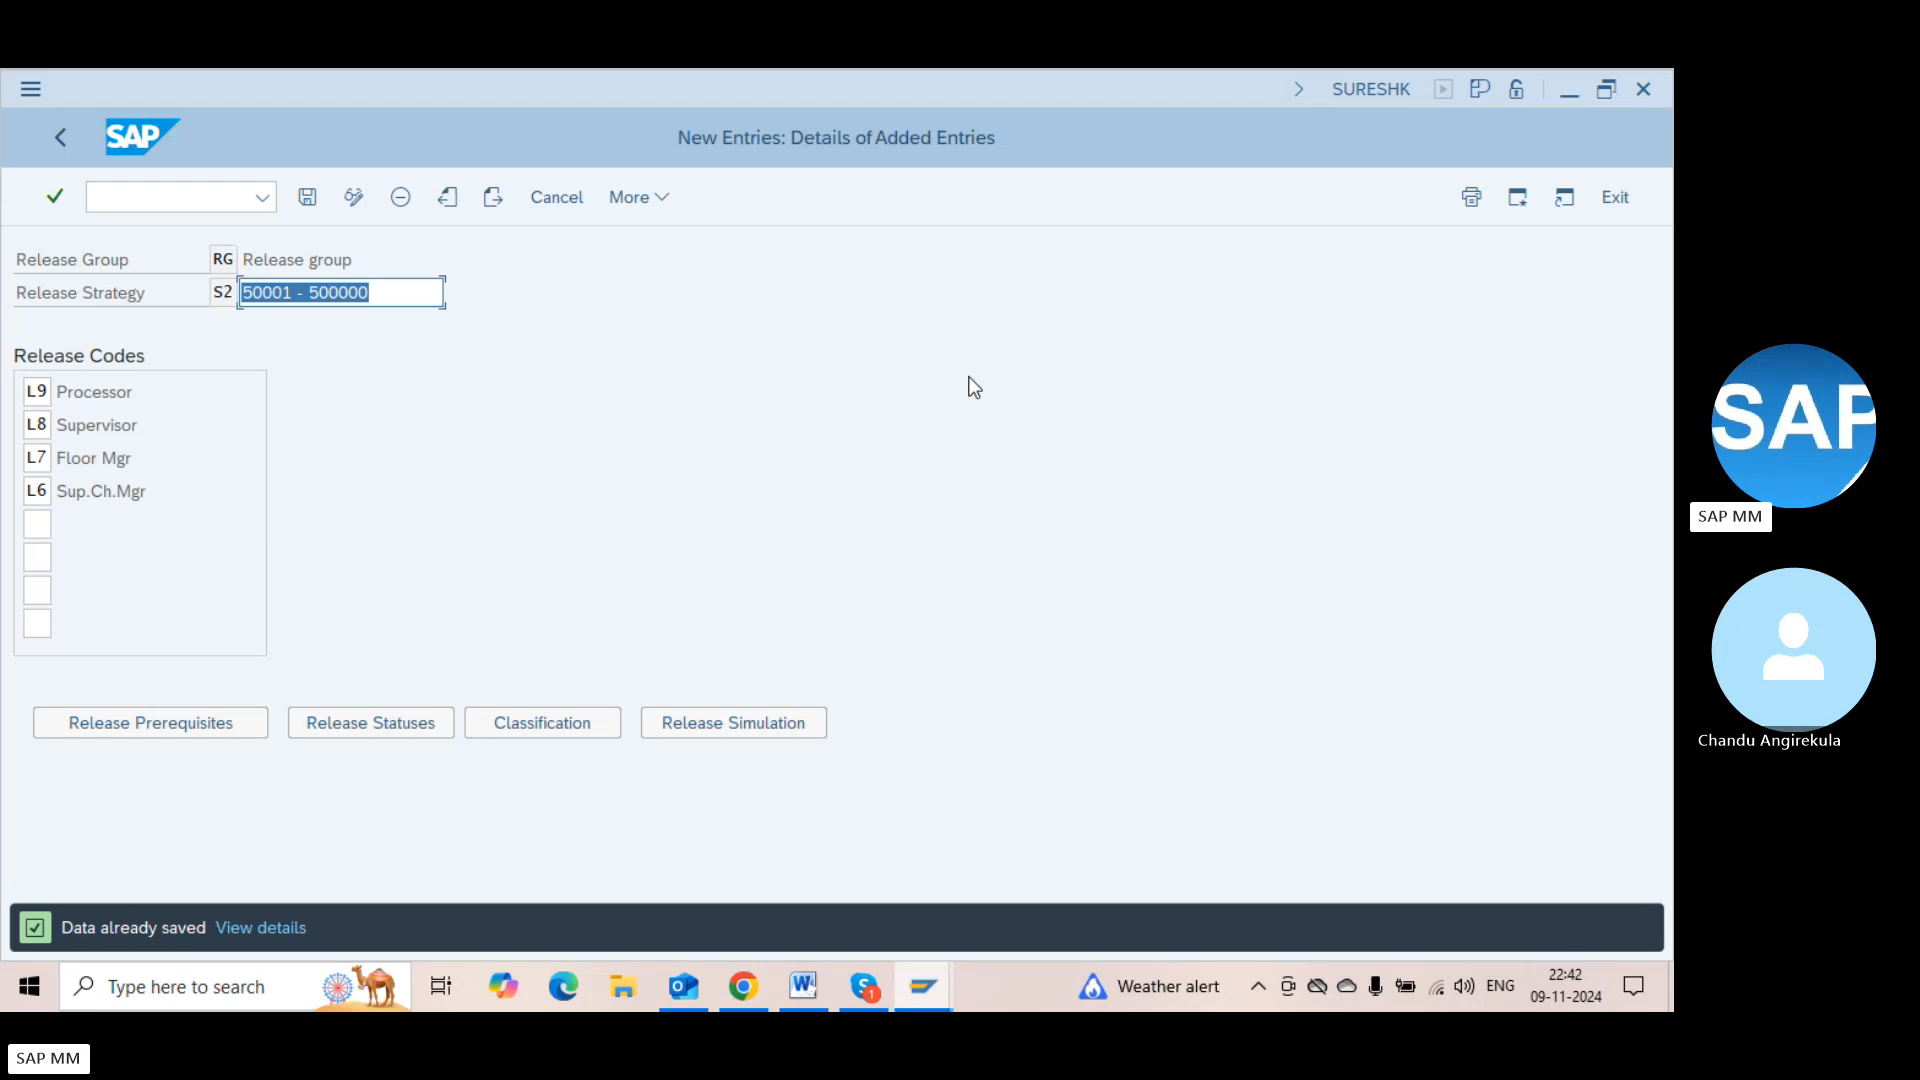 SURESHK
SAP
New Entries: Details of Added Entries
Cancel
More
Exit
Release Group RG Release group
Release Strategy S2 50001 - 500000
Release Codes
L9 Processor
L8 Supervisor
L7 Floor Mgr
L6 Sup.Ch.Mgr
Release Prerequisites
Release Statuses
Classification
Release Simulation
Data already saved View details
Type here to search
Weather alert
ENG
22:42
09-11-2024
SAP
SAP MM
Chandu Angirekula
SAP MM